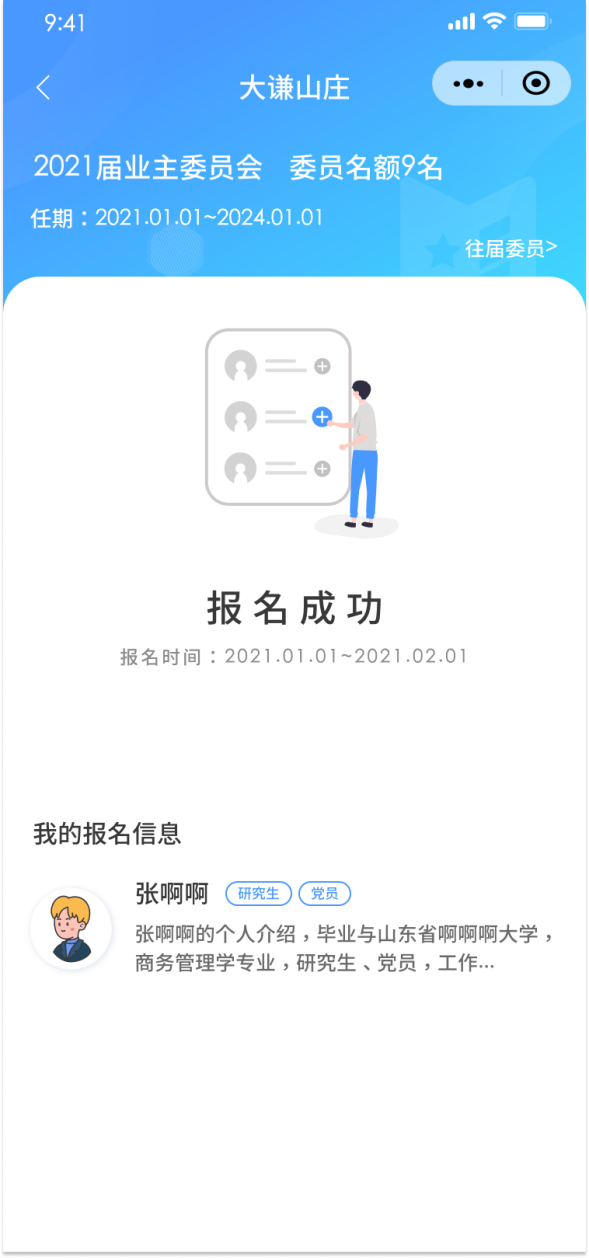 9:41
大谦山庄
2021届业主委员会 委员名额9名
任期：2021.01.01~2024.01.01
往届委员>
报名成功
报名时间：2021.01.01~2021.02.01
我的报名信息
张啊啊 研究生 党员
张啊啊的个人介绍，毕业与山东省啊啊啊大学，
商务管理学专业，研究生、党员，工作...